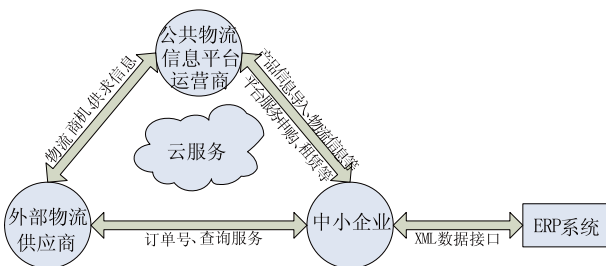 公共物流
信息平台
运营商
物流商机、供求信息
产品信息导入、物流信息等
平台服务申购、租赁等
云服务
外部物流
供应商
订单号、查询服务
中小企业
XML数据接口
ERP系统